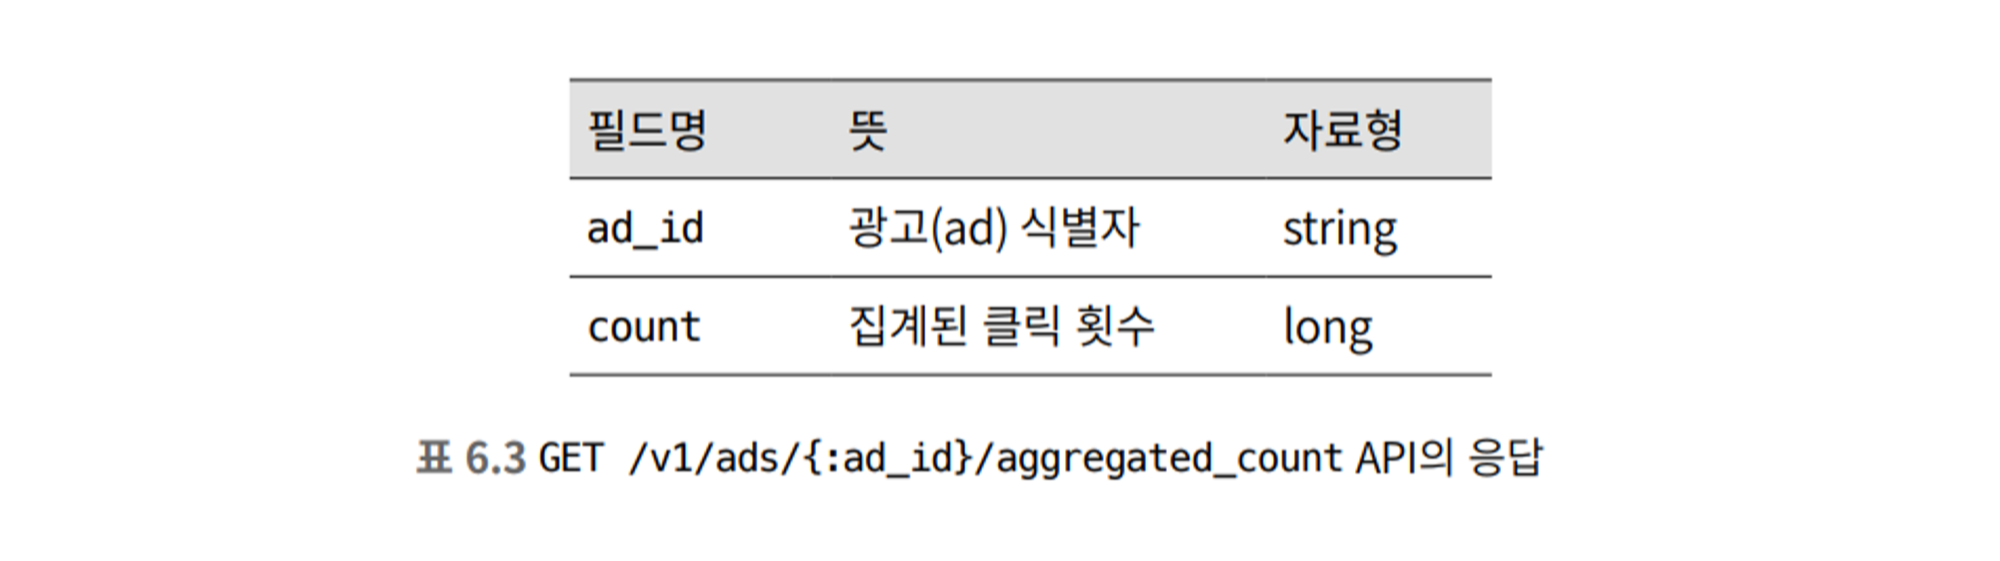 필드명 뜻 자료형
ad_id 광고(ad) 식별자 string
count 집계된 클릭 횟수 long
표 6.3 GET /v1/ads/{:ad_id}/aggregated_count API의 응답